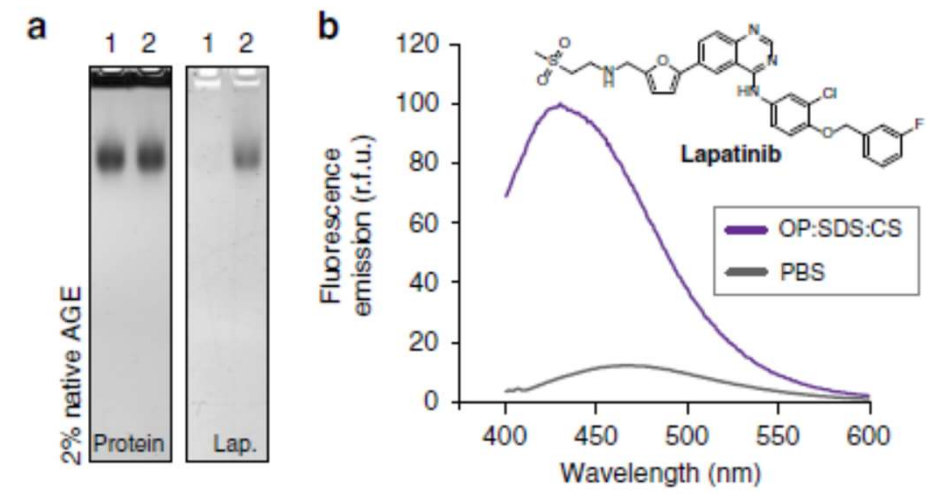 a
1 2
1 2
2% native AGE
Protein
Lap.
b
120
100
80
60
40
20
0
Fluorescence
emission (r.f.u.)
400 450 500 550 600
Wavelength (nm)
O
S
O
N
H
O
N
N
HN
Cl
O
F
Lapatinib
OP:SDS:CS
PBS